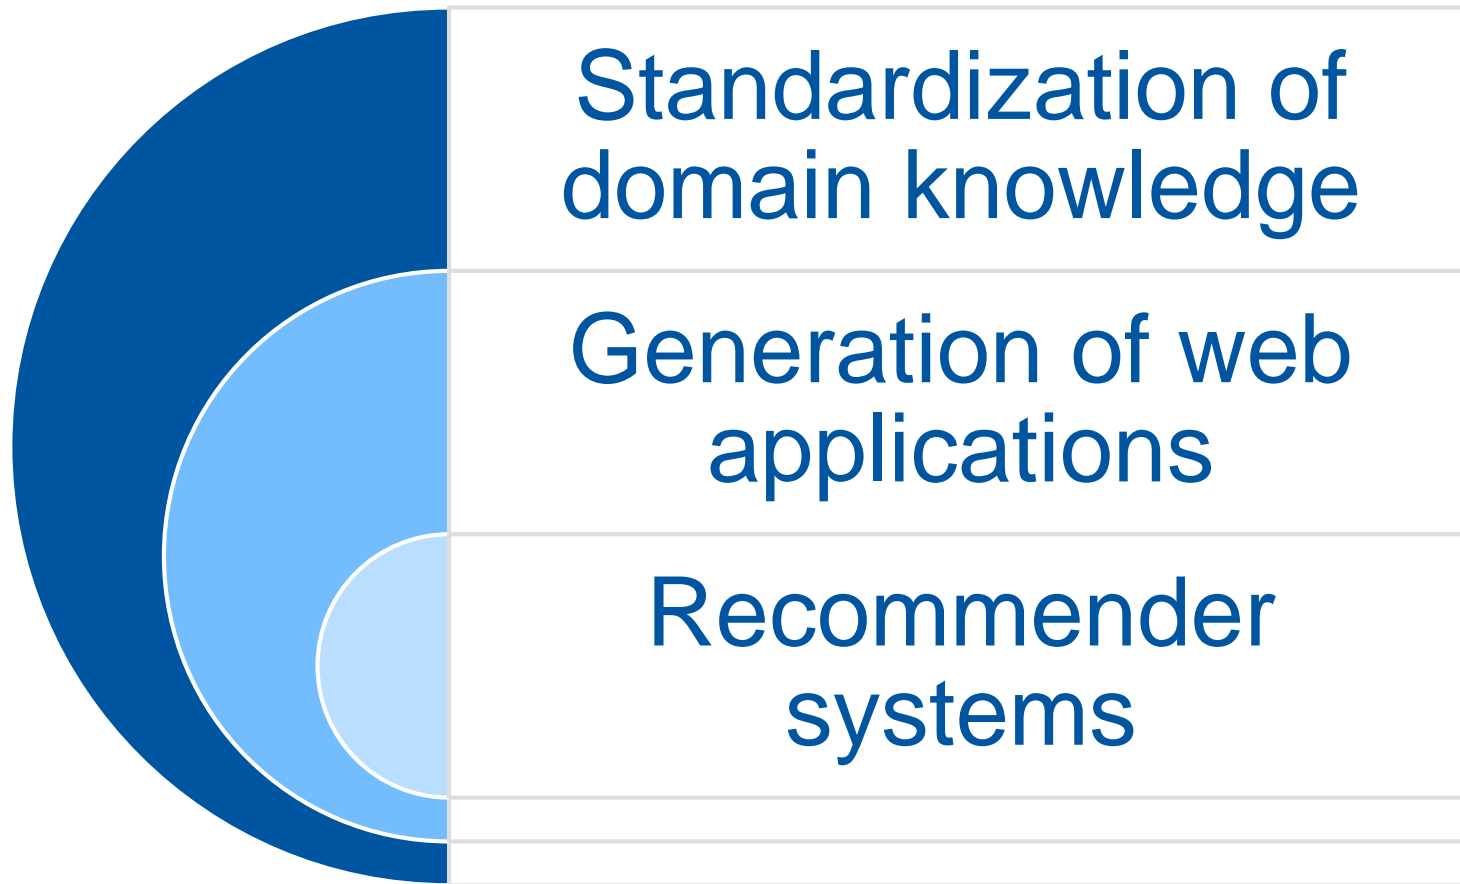 Standardization of
domain knowledge
Generation of web
applications
Recommender
systems